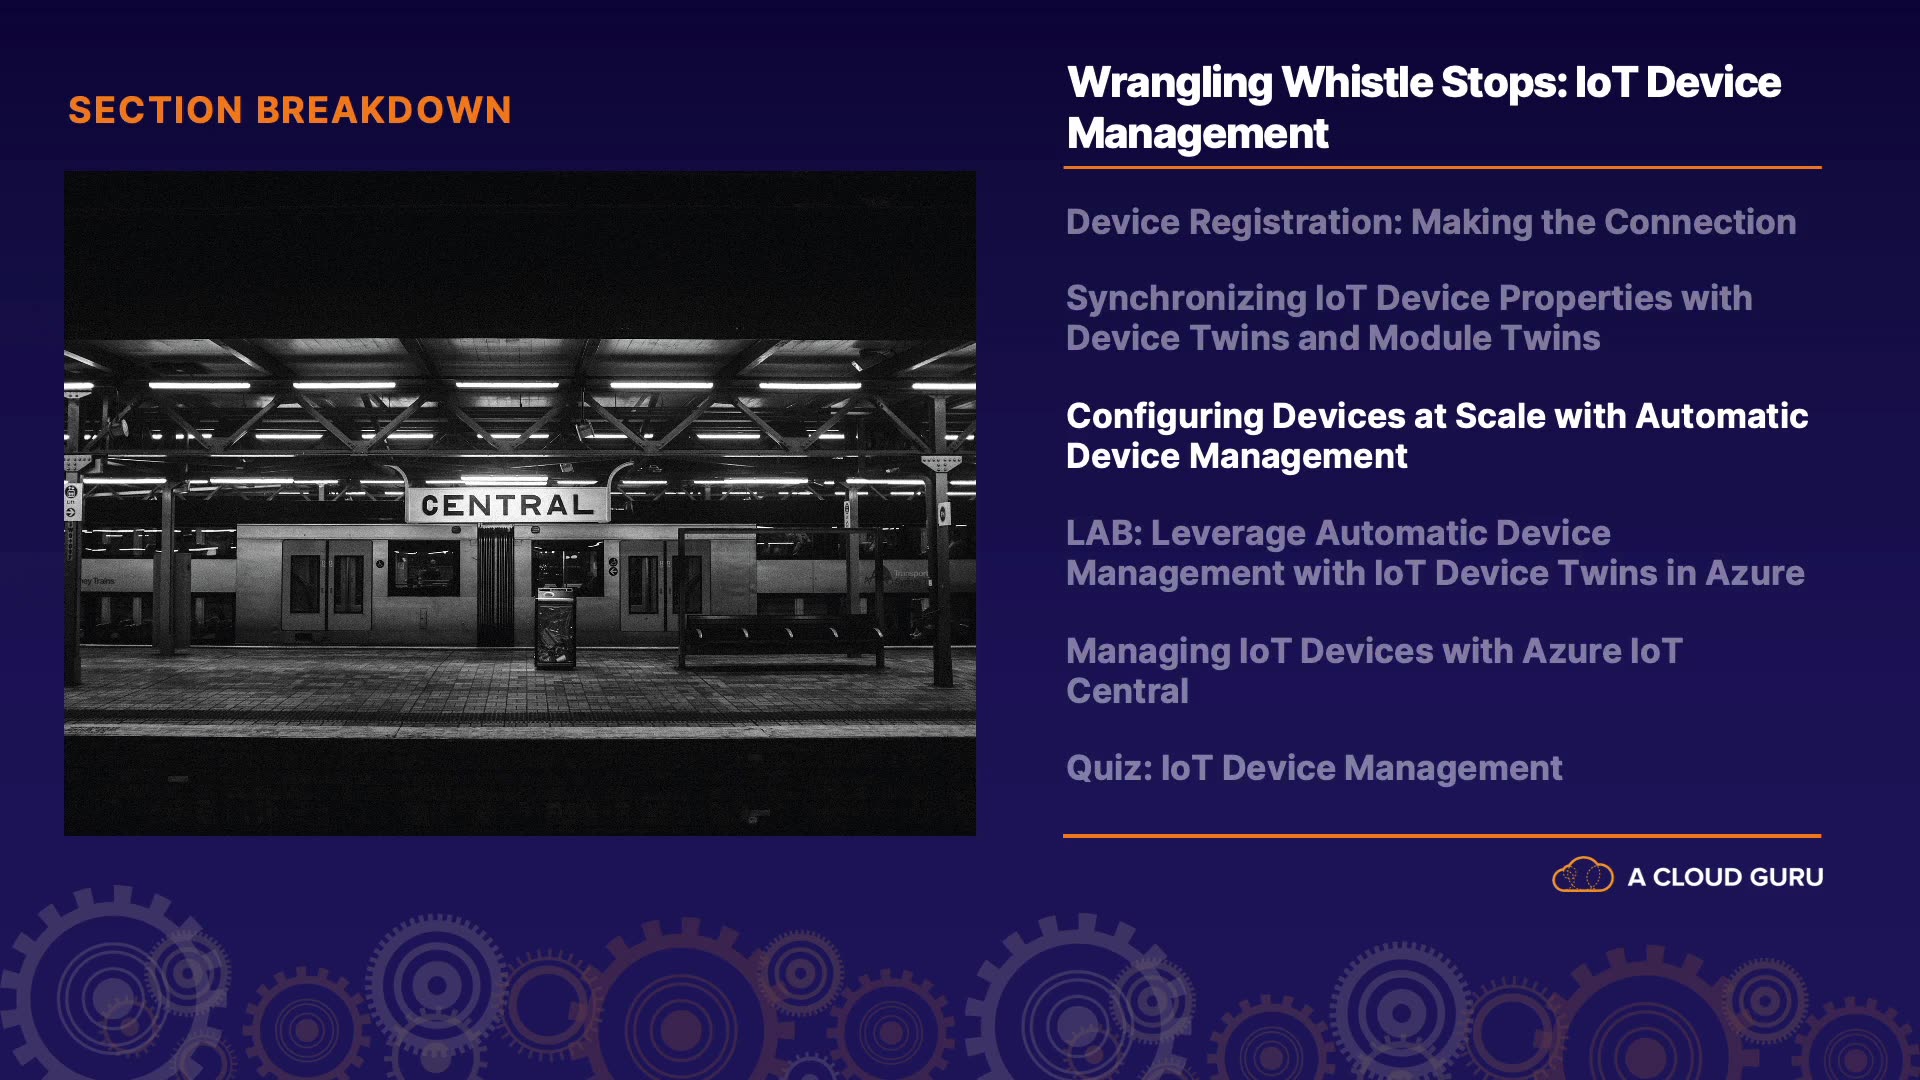 SECTION BREAKDOWN
CENTRAL
Wrangling Whistle Stops: IoT Device
Management
Device Registration: Making the Connection
Synchronizing IoT Device Properties with
Device Twins and Module Twins
Configuring Devices at Scale with Automatic
Device Management
LAB: Leverage Automatic Device
Management with IoT Device Twins in Azure
Managing IoT Devices with Azure IoT
Central
Quiz: IoT Device Management
A CLOUD GURU